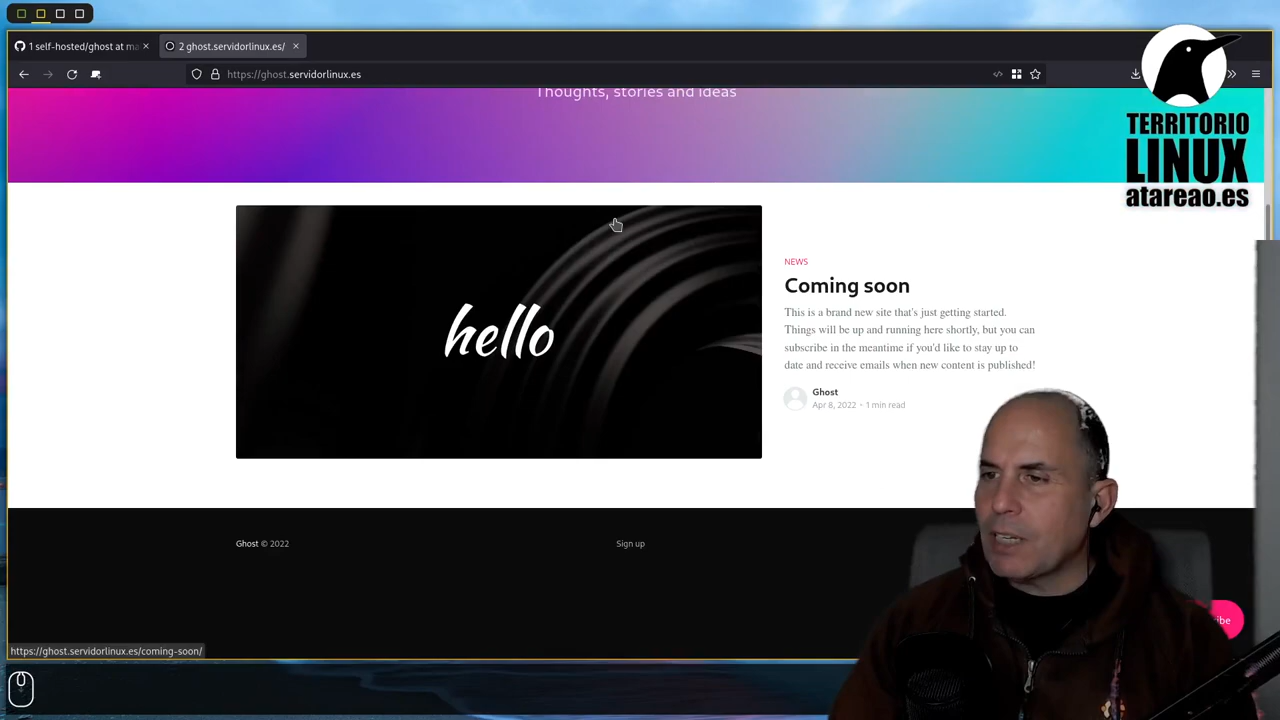 1 self-hosted/ghost at ma
2 ghost.servidorlinux.es/
https://ghost.servidorlinux.es
Thoughts, stories and ideas
TERRITORIO
LINUX
atareao.es
hello
NEWS
Coming soon
This is a brand new site that's just getting started.
Things will be up and running here shortly, but you can
subscribe in the meantime if you'd like to stay up to
date and receive emails when new content is published!
Ghost
Apr 8, 2022 • 1 min read
Ghost © 2022
Sign up
ibe
https://ghost.servidorlinux.es/coming-soon/